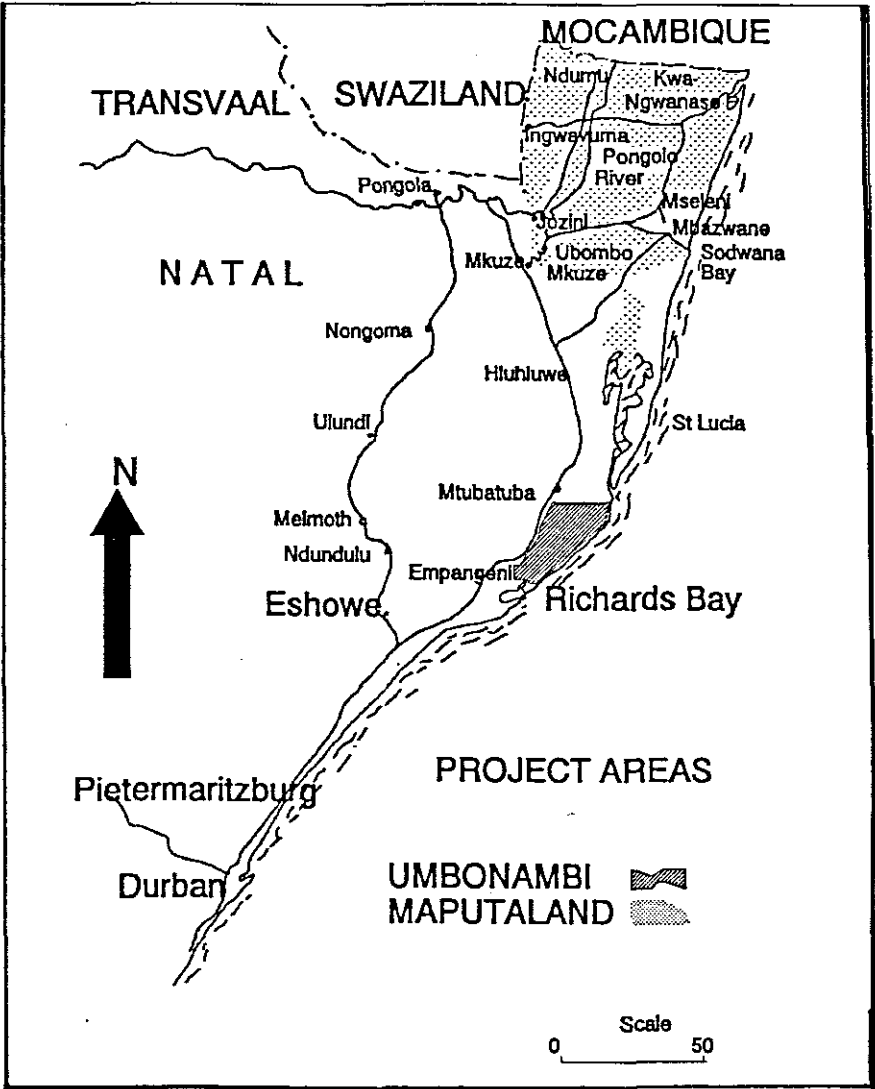 MOCAMBIQUE
Ndumu
Kwa-
Ngwanase
SWAZILAND
TRANSVAAL
Ingwavuma
Pongolo
River
Pongola
Mseleni
Jozini
Mbazwane
Ubombo
Sodwana
Bay
Mkuze
Mkuze
NATAL
Nongoma
Hluhluwe
Ulundi
St Lucia
N
Mtubatuba
Melmoth
Ndundulu
Empangeni
Eshowe
Richards Bay
PROJECT AREAS
Pietermaritzburg
Durban
UMBONAMBI
MAPUTALAND
Scale
0 50